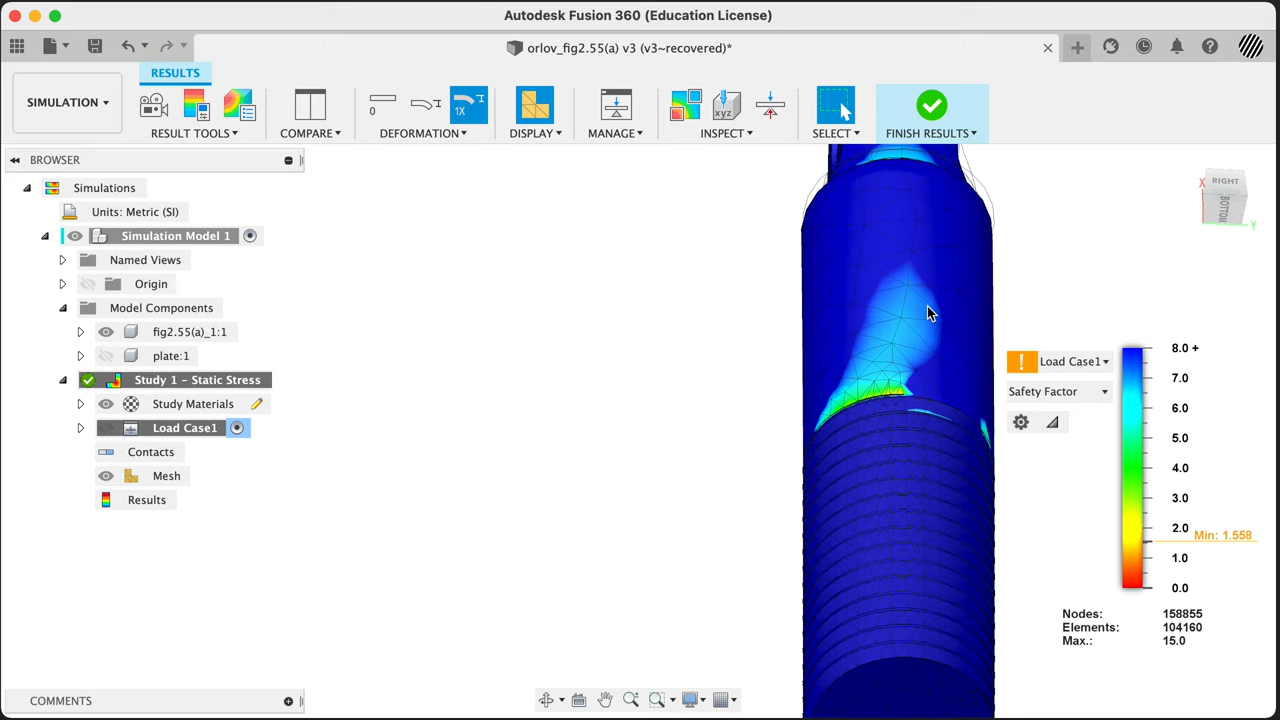 Autodesk Fusion 360 (Education License)
orlov_fig2.55(a) v3 (v3~recovered)*
RESULTS
SIMULATION
0
1X
xyz
RESULT TOOLS
COMPARE
DEFORMATION
DISPLAY
MANAGE
INSPECT
SELECT
FINISH RESULTS
BROWSER
Simulations
Units: Metric (SI)
Simulation Model 1
Named Views
Origin
Model Components
fig2.55(a)_1:1
plate:1
Study 1 - Static Stress
Study Materials
Load Case1
Contacts
Mesh
Results
X
RIGHT
BOTTOM
Y
Load Case1
Safety Factor
8.0 +
7.0
6.0
5.0
4.0
3.0
2.0
Min: 1.558
1.0
0.0
Nodes: 158855
Elements: 104160
Max.: 15.0
COMMENTS